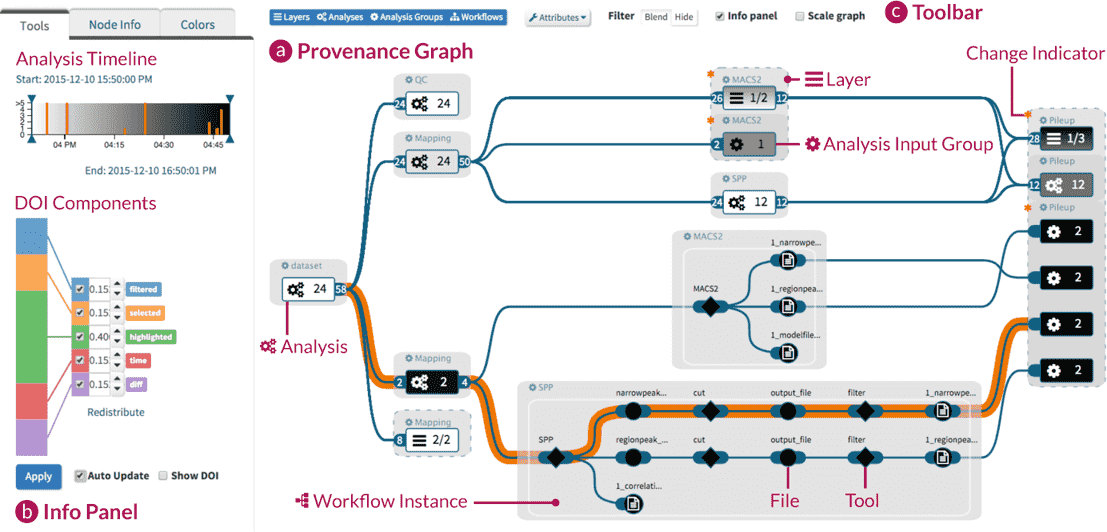 Tools
Node Info
Colors
Layers
Analyses
Analysis Groups
Workflows
Attributes
Filter
Blend
Hide
Info panel
Scale graph
c Toolbar
Analysis Timeline
Start: 2015-12-10 15:50:00 PM
>5
4
3
2
1
0
04 PM
04:15
04:30
04:45
End: 2015-12-10 16:50:01 PM
DOI Components
0.15
filtered
0.15
selected
0.40
highlighted
0.15
time
0.15
diff
Redistribute
Apply
Auto Update
Show DOI
b Info Panel
a Provenance Graph
QC
24
24
Mapping
24
24
50
dataset
24
58
Analysis
Mapping
2
2
4
Mapping
8
2/2
MACS2
26
1/2
12
Layer
MACS2
2
1
Analysis Input Group
SPP
24
12
12
MACS2
MACS2
1_narrowpe...
1_regionpea...
1_modelfile...
SPP
SPP
narrowpeak...
cut
output_file
filter
1_narrowpe...
regionpeak_...
cut
output_file
filter
1_regionpea...
1_correlati...
Workflow Instance
File
Tool
Change Indicator
Pileup
28
1/3
Pileup
12
12
Pileup
2
2
2
2